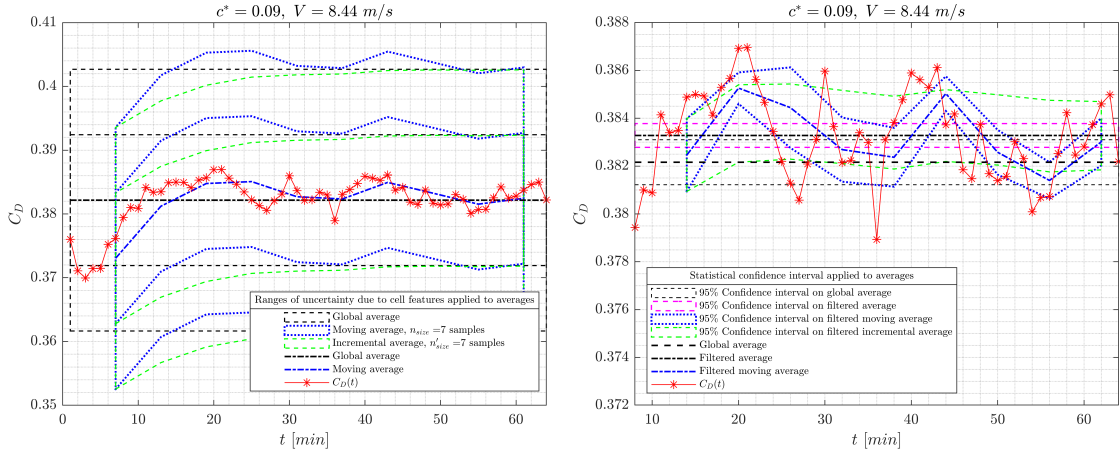 c* = 0.09, V = 8.44 m/s
0.41
0.4
0.39
0.38
0.37
0.36
0.35
C_D
0 10 20 30 40 50 60
t [min]
Ranges of uncertainty due to cell features applied to averages
Global average
Moving average, n_size =7 samples
Incremental average, n'_size =7 samples
Global average
Moving average
C_D(t)
c* = 0.09, V = 8.44 m/s
0.386
0.384
0.382
0.38
0.378
0.376
0.374
0.372
C_D
10 20 30 40 50 60
t [min]
Statistical confidence interval applied to averages
95% Confidence interval on global average
95% Confidence interval on filtered average
95% Confidence interval on filtered moving average
95% Confidence interval on filtered incremental average
Global average
Filtered average
Filtered moving average
C_D(t)